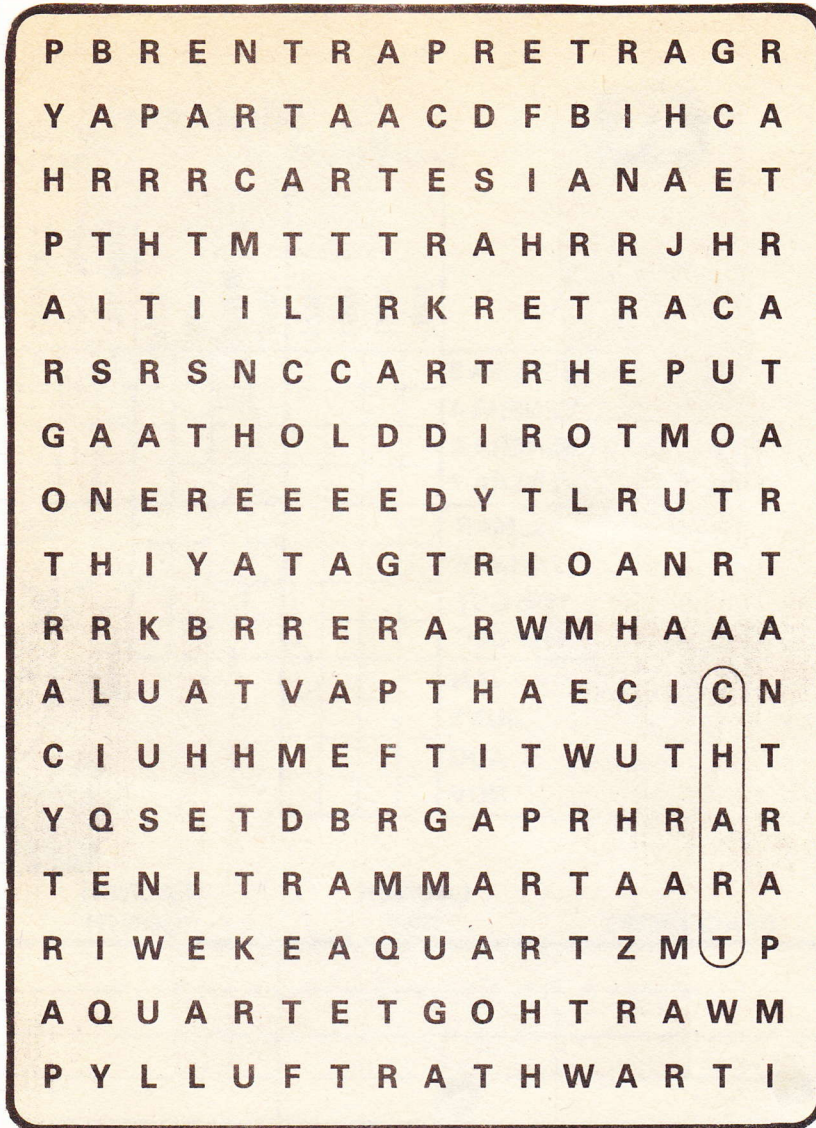 P B R E N T R A P R E T R A G R
Y A P A R T A A C D F B I H C A
H R R R C A R T E S I A N A E T
P T H T M T T T R A H R R J H R
A I T I I L I R K R E T R A C A
R S R S N C C A R T R H E P U T
G A A T H O L D D I R O T M O A
O N E R E E E E D Y T L R U T R
T H I Y A T A G T R I O A N R T
R R K B R R E R A R W M H A A A
A L U A T V A P T H A E C I C N
C I U H H M E F T I T W U T H T
Y Q S E T D B R G A P R H R A R
T E N I T R A M M A R T A A R A
R I W E K E A Q U A R T Z M T P
A Q U A R T E T G O H T R A W M
P Y L L U F T R A T H W A R T I